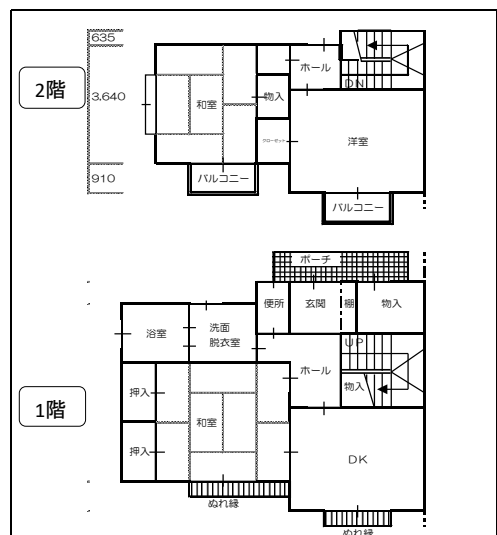 2階
635
3,640
910
ホール
DN
和室
物入
クローゼット
洋室
バルコニー
バルコニー
1階
ポーチ
便所
玄関
棚
物入
浴室
洗面
脱衣室
UP
ホール
物入
押入
和室
押入
DK
ぬれ縁
ぬれ縁